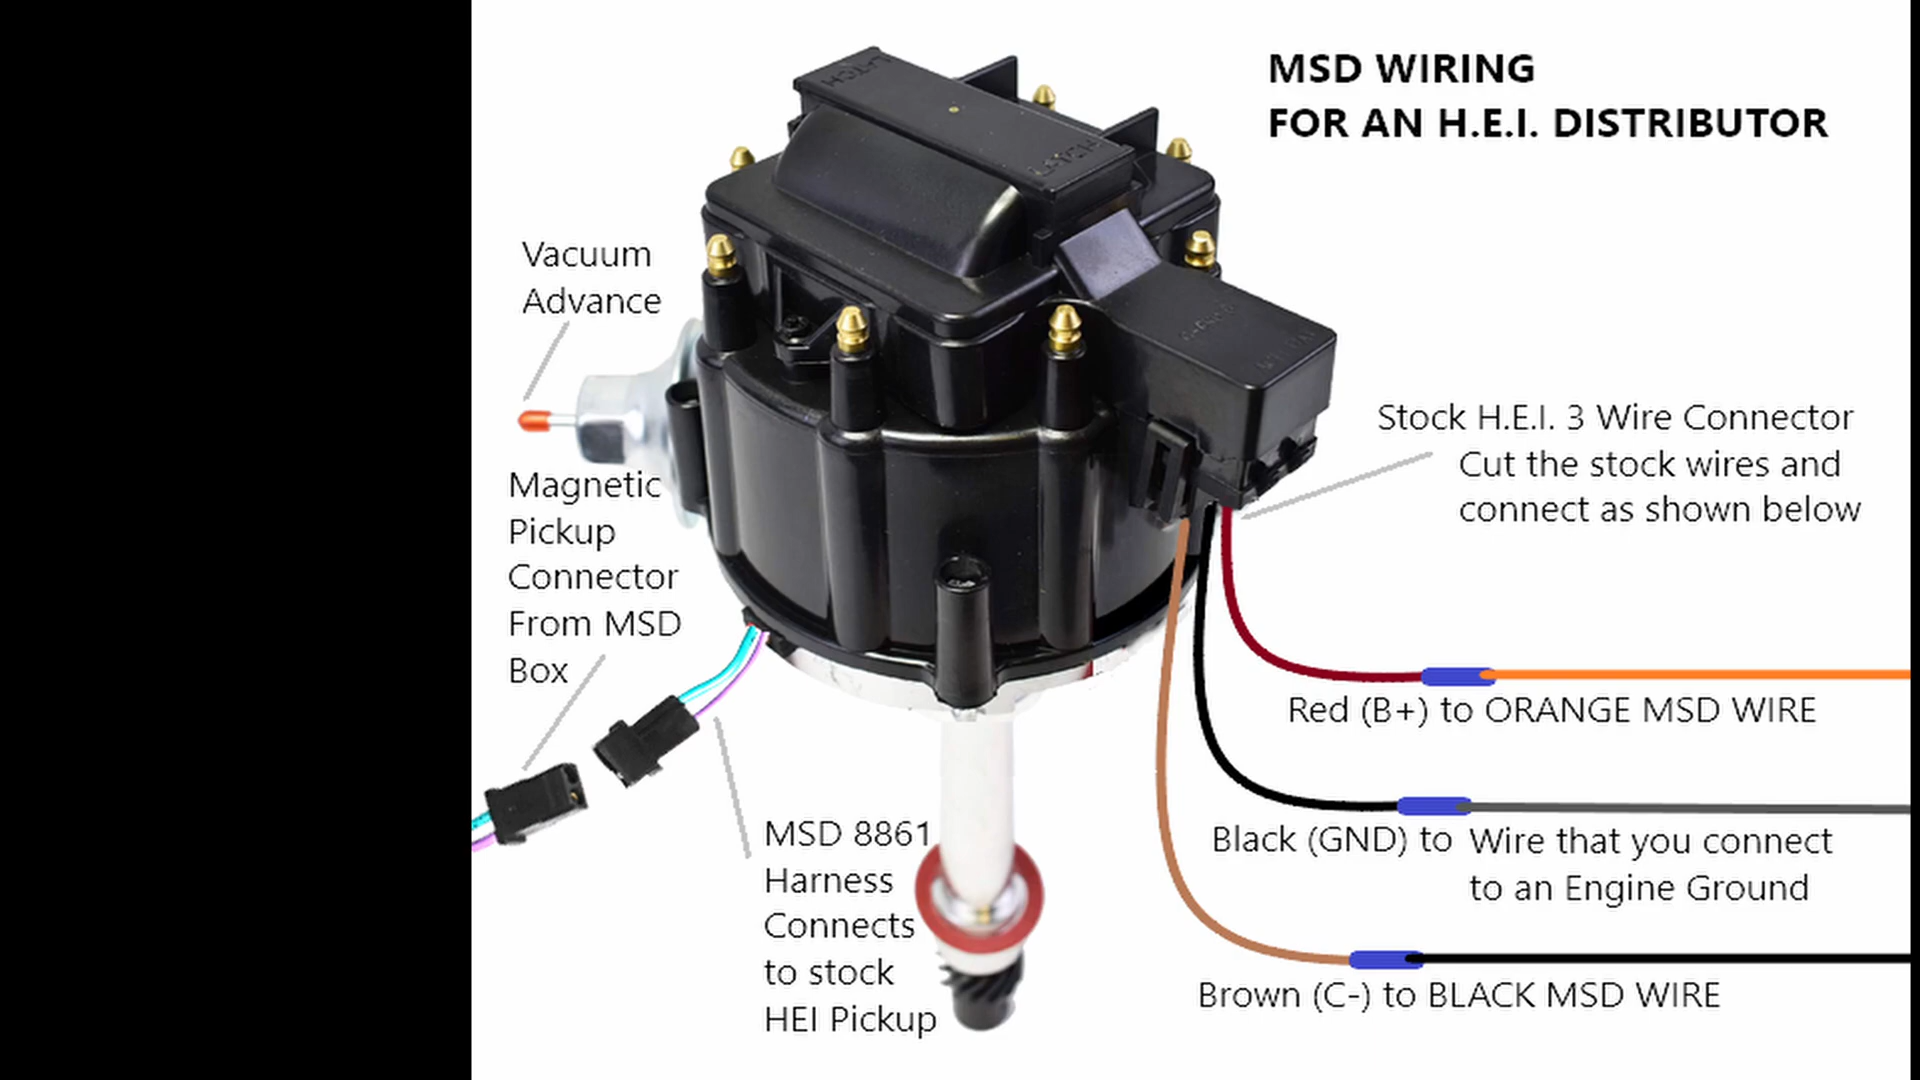 MSD WIRING
FOR AN H.E.I. DISTRIBUTOR
LATCH
LATCH
Vacuum
Advance
Stock H.E.I. 3 Wire Connector
Cut the stock wires and
connect as shown below
Magnetic
Pickup
Connector
From MSD
Box
Red (B+) to ORANGE MSD WIRE
MSD 8861
Harness
Connects
to stock
HEI Pickup
Black (GND) to Wire that you connect
to an Engine Ground
Brown (C-) to BLACK MSD WIRE